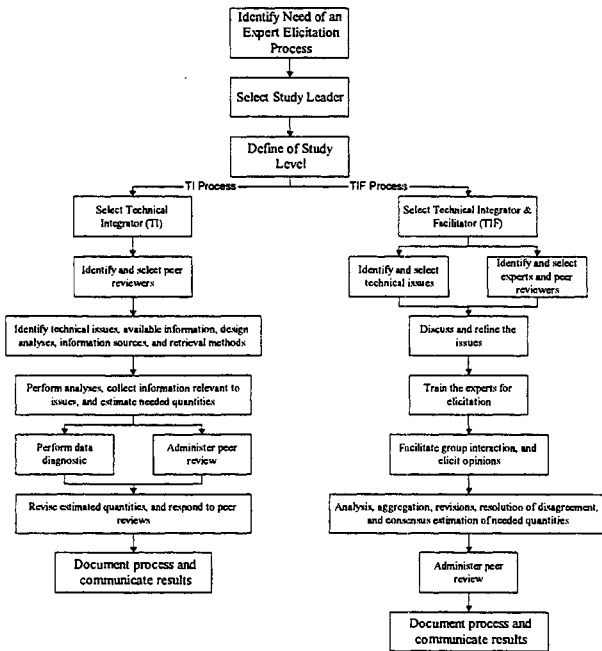 Identify Need of an
Expert Elicitation
Process
Select Study Leader
Define of Study
Level
TI Process
TIF Process
Select Technical
Integrator (TI)
Identify and select peer
reviewers
Identify technical issues, available information, design
analyses, information sources, and retrieval methods
Perform analyses, collect information relevant to
issues, and estimate needed quantities
Perform data
diagnostic
Administer peer
review
Revise estimated quantities, and respond to peer
reviews
Document process and
communicate results
Select Technical Integrator &
Facilitator (TIF)
Identify and select
technical issues
Identify and select
experts and peer
reviewers
Discuss and refine the
issues
Train the experts for
elicitation
Facilitate group interaction, and
elicit opinions
Analysis, aggregation, revisions, resolution of disagreement,
and consensus estimation of needed quantities
Administer peer
review
Document process and
communicate results